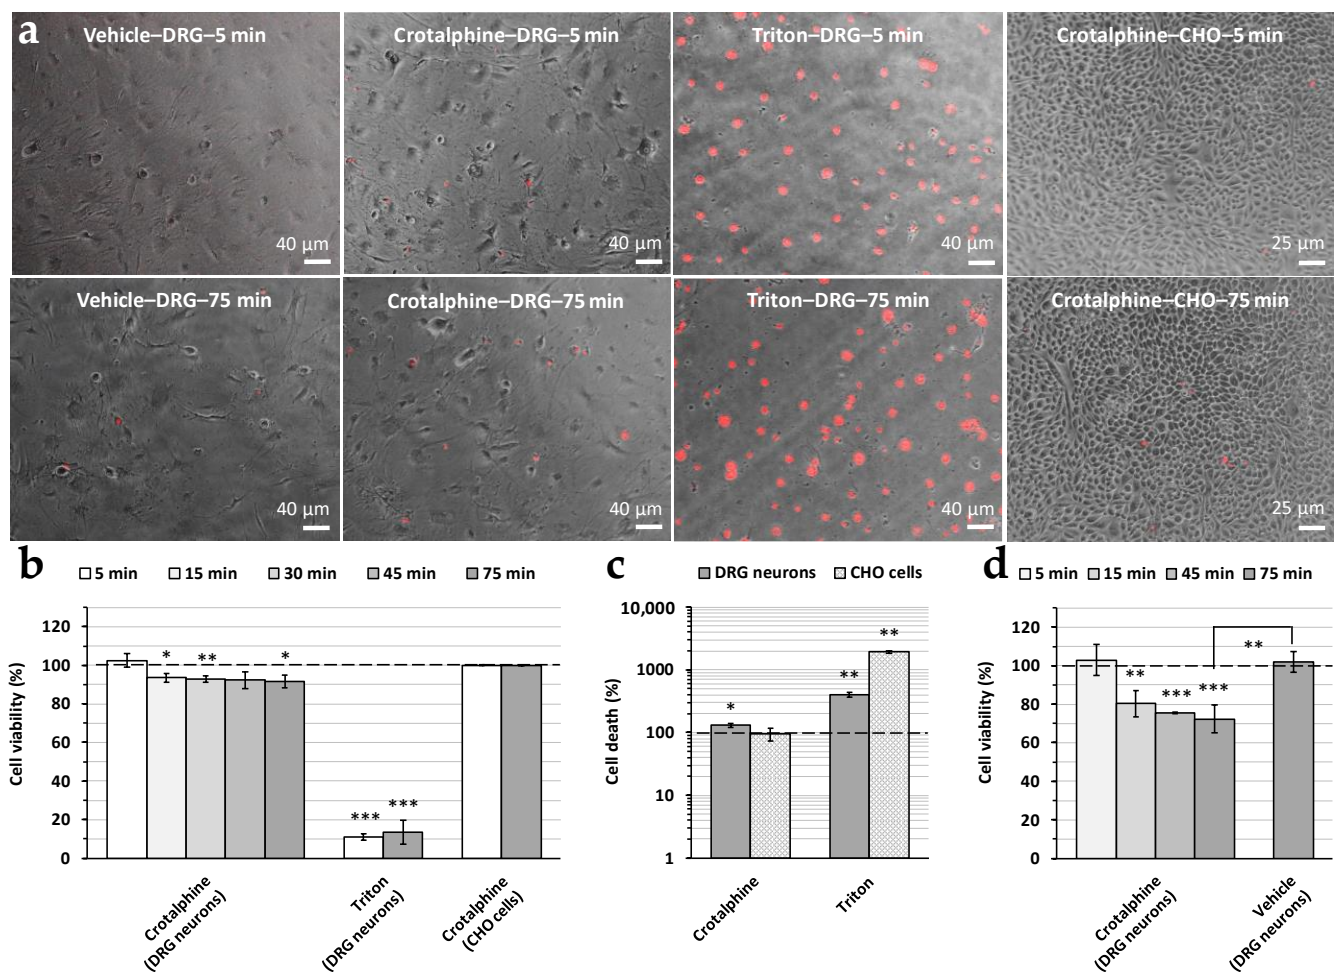 a
Vehicle–DRG–5 min
40 µm
Crotalphine–DRG–5 min
40 µm
Triton–DRG–5 min
40 µm
Crotalphine–CHO–5 min
25 µm
Vehicle–DRG–75 min
40 µm
Crotalphine–DRG–75 min
40 µm
Triton–DRG–75 min
40 µm
Crotalphine–CHO–75 min
25 µm
b
5 min 15 min 30 min 45 min 75 min
Cell viability (%)
120
100
80
60
40
20
0
* ** *
*** ***
Crotalphine
(DRG neurons)
Triton
(DRG neurons)
Crotalphine
(CHO cells)
c
DRG neurons CHO cells
Cell death (%)
10,000
1000
100
10
1
*
** **
Crotalphine
Triton
d
5 min 15 min 45 min 75 min
Cell viability (%)
120
100
80
60
40
20
0
** *** *** **
Crotalphine
(DRG neurons)
Vehicle
(DRG neurons)